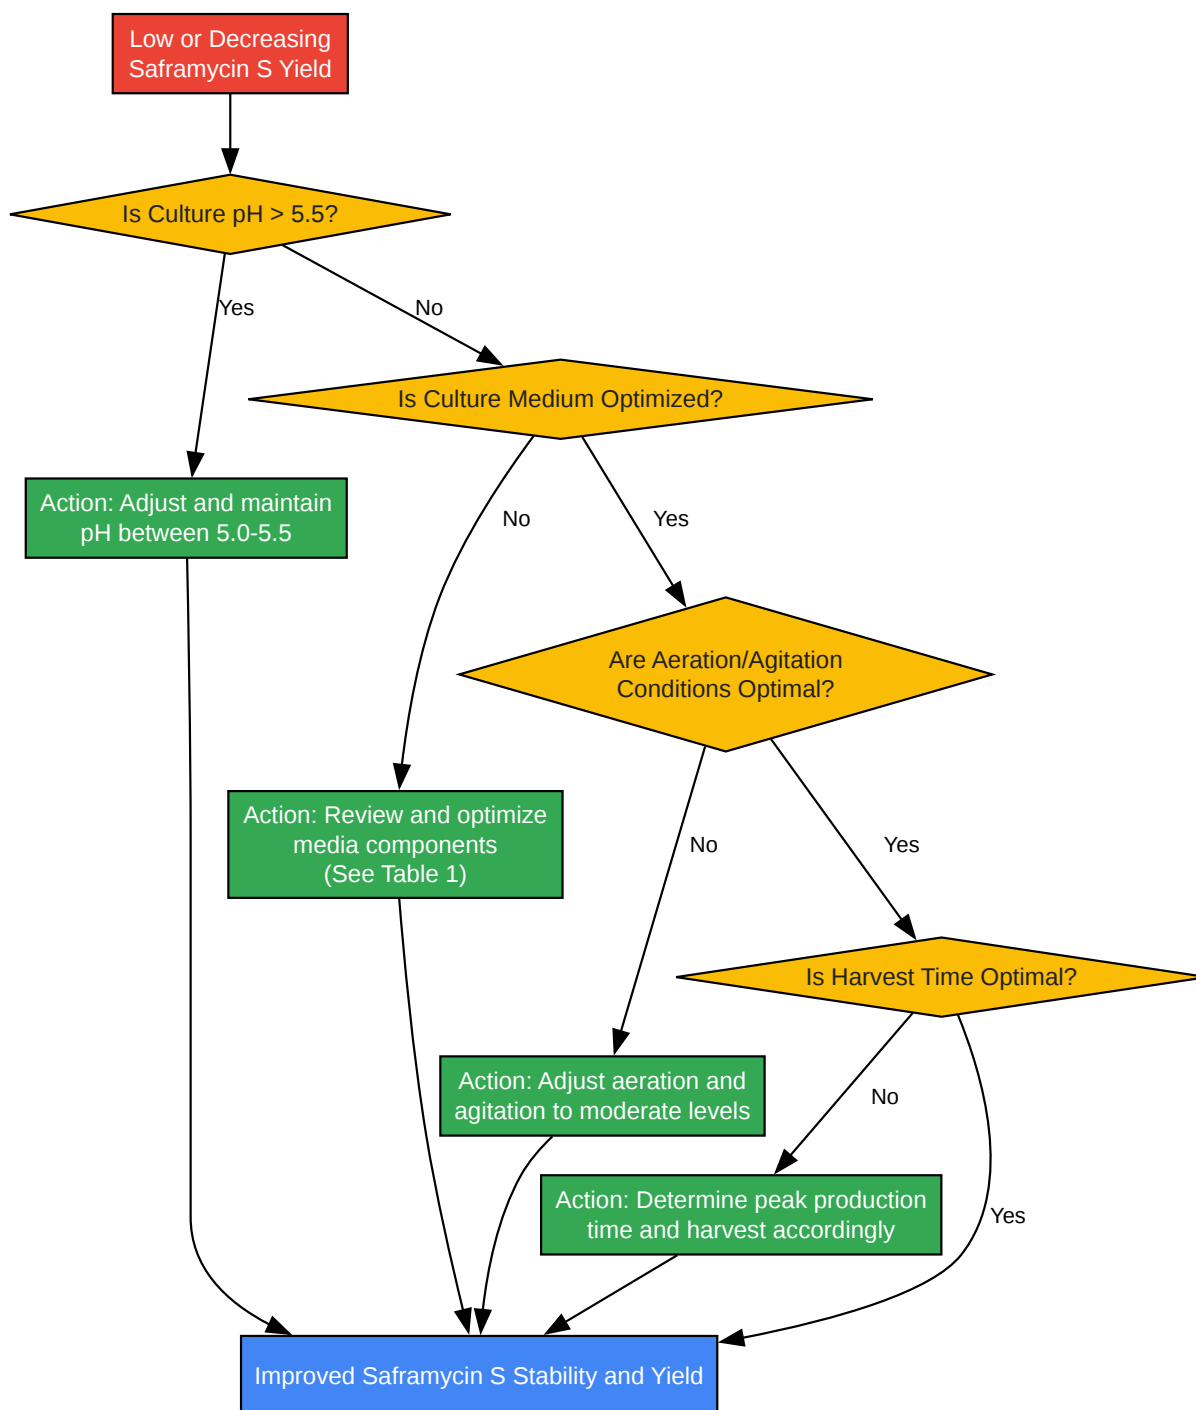 Low or Decreasing
Saframycin S Yield
Is Culture pH > 5.5?
Yes
No
Is Culture Medium Optimized?
Action: Adjust and maintain
pH between 5.0-5.5
No
Yes
Are Aeration/Agitation
Conditions Optimal?
Action: Review and optimize
media components
(See Table 1)
No
Yes
Is Harvest Time Optimal?
Action: Adjust aeration and
agitation to moderate levels
No
Action: Determine peak production
time and harvest accordingly
Yes
Improved Saframycin S Stability and Yield